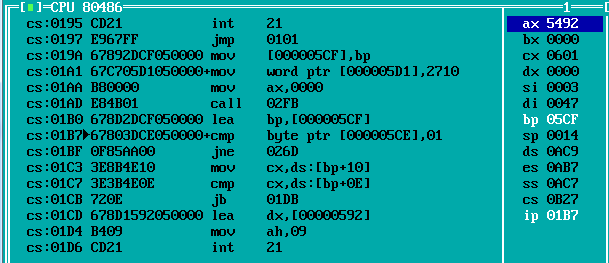 [■]=CPU 80486 1
cs:0195 CD21 int 21
cs:0197 E967FF jmp 0101
cs:019A 67892DCF050000 mov [000005CF],bp
cs:01A1 67C705D1050000+mov word ptr [000005D1],2710
cs:01AA B80000 mov ax,0000
cs:01AD E84B01 call 02FB
cs:01B0 678D2DCF050000 lea bp,[000005CF]
cs:01B7►67803DCE050000+cmp byte ptr [000005CE],01
cs:01BF 0F85AA00 jne 026D
cs:01C3 3E8B4E10 mov cx,ds:[bp+10]
cs:01C7 3E3B4E0E cmp cx,ds:[bp+0E]
cs:01CB 720E jb 01DB
cs:01CD 678D1592050000 lea dx,[00000592]
cs:01D4 B409 mov ah,09
cs:01D6 CD21 int 21
ax 5492
bx 0000
cx 0601
dx 0000
si 0003
di 0047
bp 05CF
sp 0014
ds 0AC9
es 0AB7
ss 0AC7
cs 0B27
ip 01B7